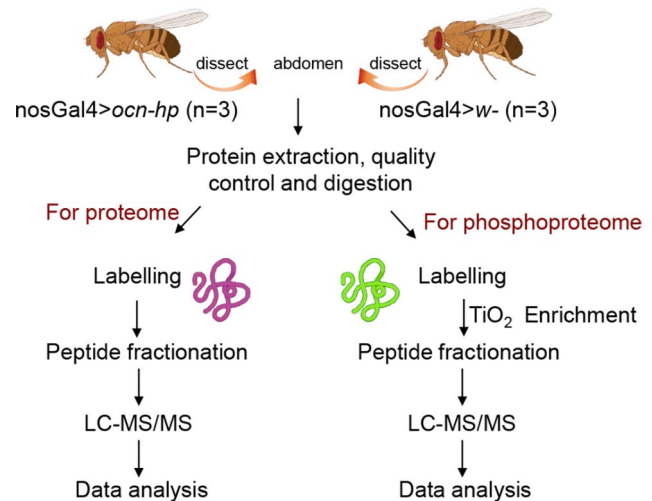 dissect abdomen dissect
nosGal4>ocn-hp (n=3) nosGal4>w- (n=3)
Protein extraction, quality
control and digestion
For proteome For phosphoproteome
Labelling Labelling
TiO₂ Enrichment
Peptide fractionation Peptide fractionation
LC-MS/MS LC-MS/MS
Data analysis Data analysis